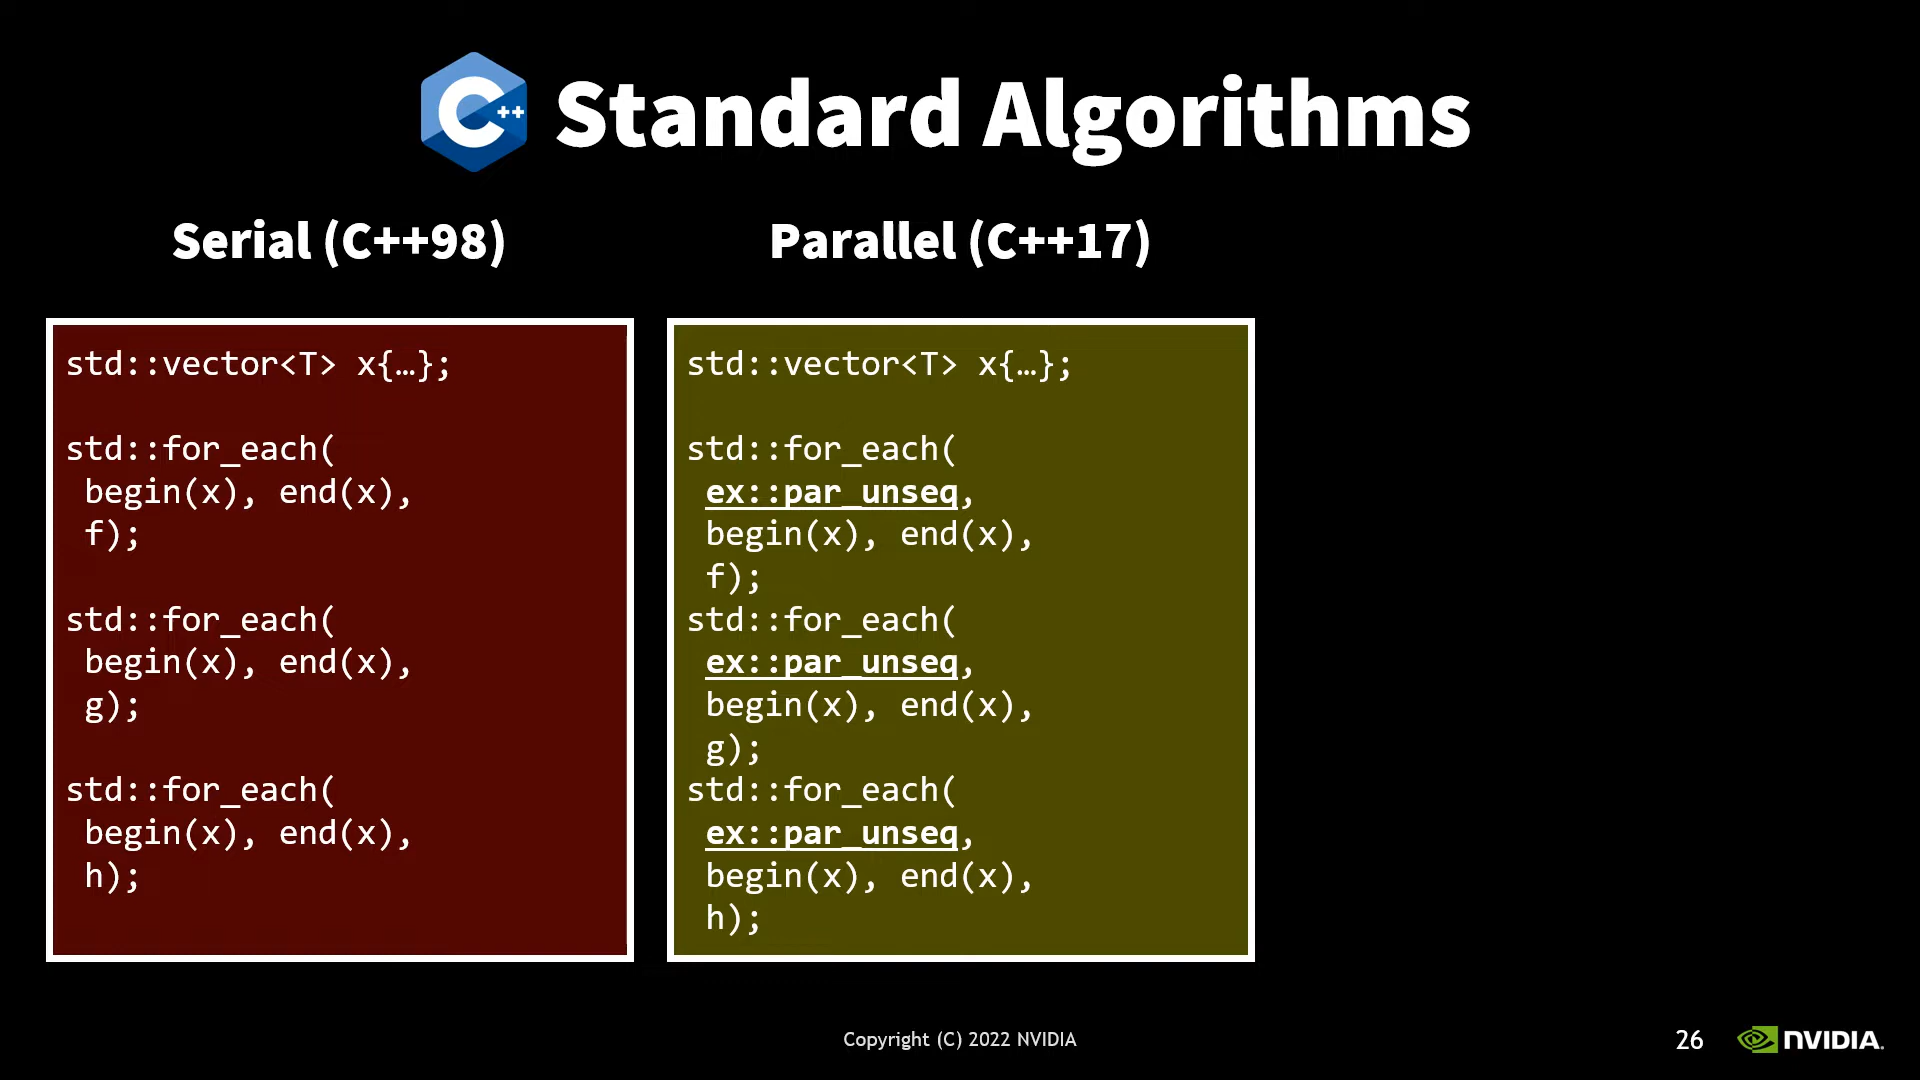 C++ Standard Algorithms
Serial (C++98)
std::vector<T> x{…};
std::for_each(
begin(x), end(x),
f);
std::for_each(
begin(x), end(x),
g);
std::for_each(
begin(x), end(x),
h);
Parallel (C++17)
std::vector<T> x{…};
std::for_each(
ex::par_unseq,
begin(x), end(x),
f);
std::for_each(
ex::par_unseq,
begin(x), end(x),
g);
std::for_each(
ex::par_unseq,
begin(x), end(x),
h);
Copyright (C) 2022 NVIDIA
26
NVIDIA.